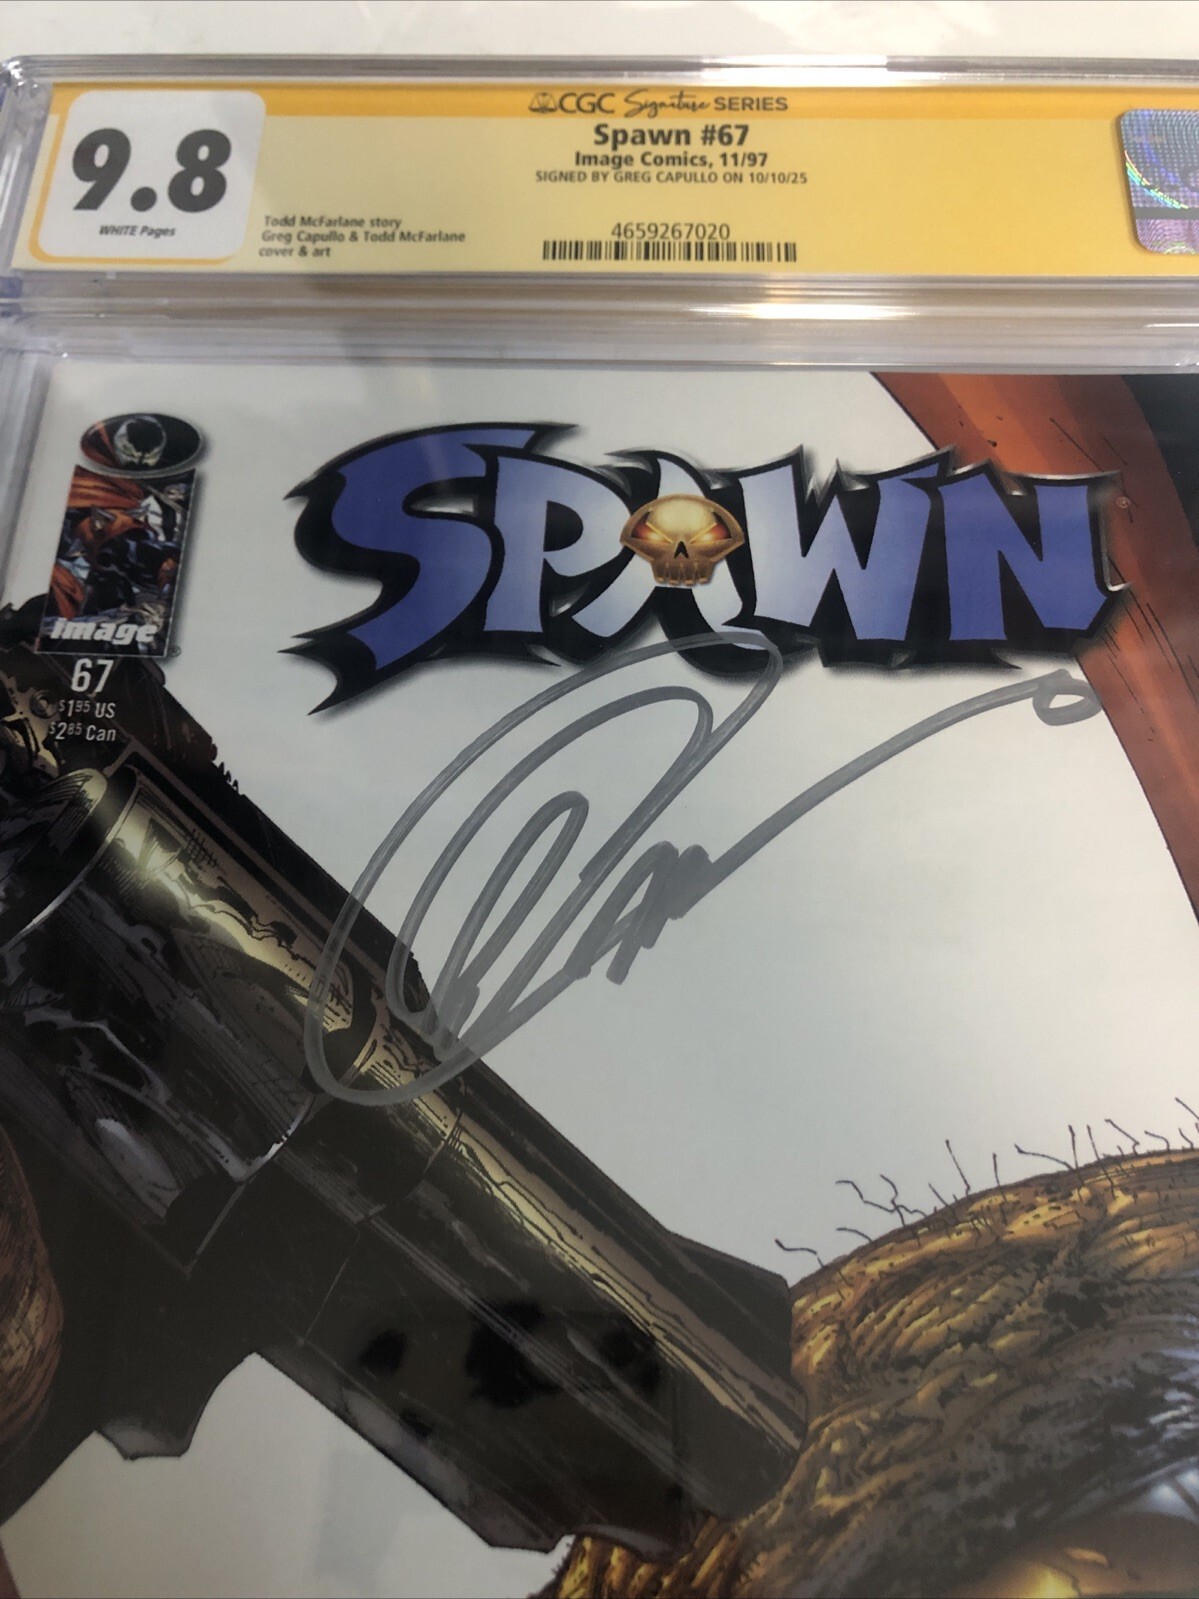 CGC Signature SERIES
Spawn #67
Image Comics, 11/97
SIGNED BY GREG CAPULLO ON 10/10/25
9.8
WHITE Pages
Todd McFarlane story
Greg Capullo & Todd McFarlane
cover & art
4659267020
SPAWN
image
67
$1.95 US
$2.85 Can